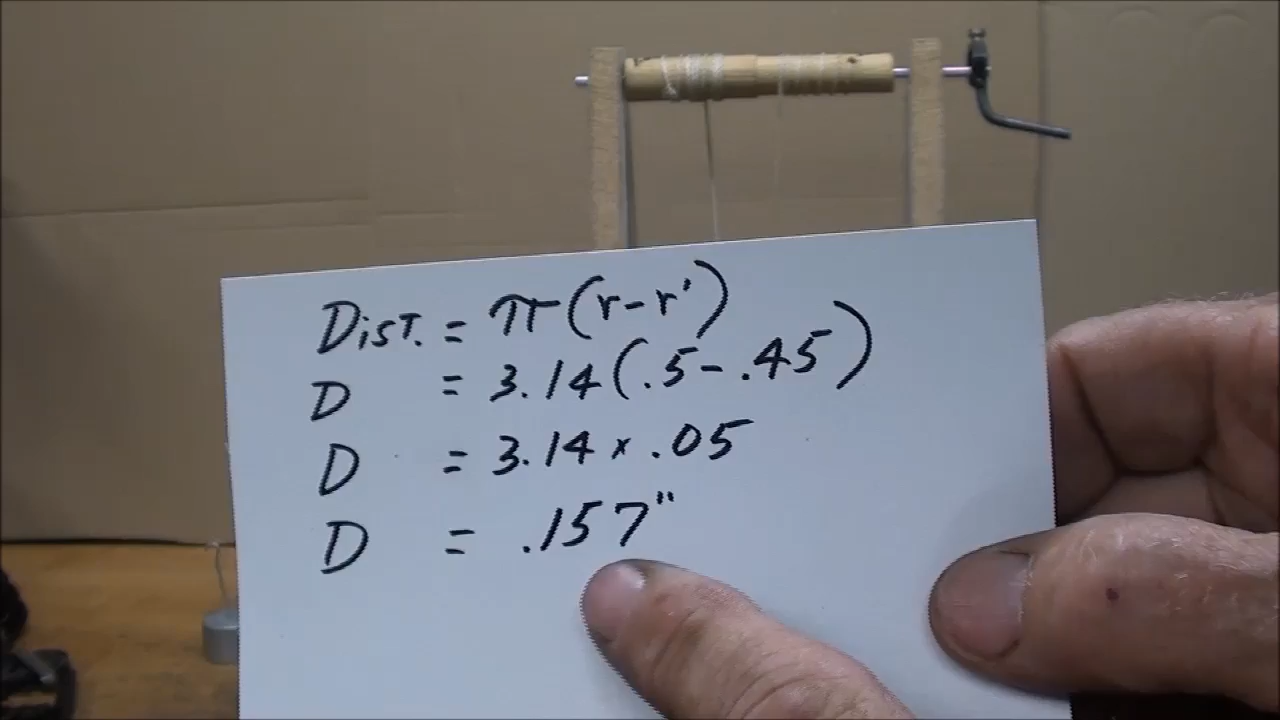 Dist. = π(r-r')
D = 3.14(.5-.45)
D = 3.14 x .05
D = .157"